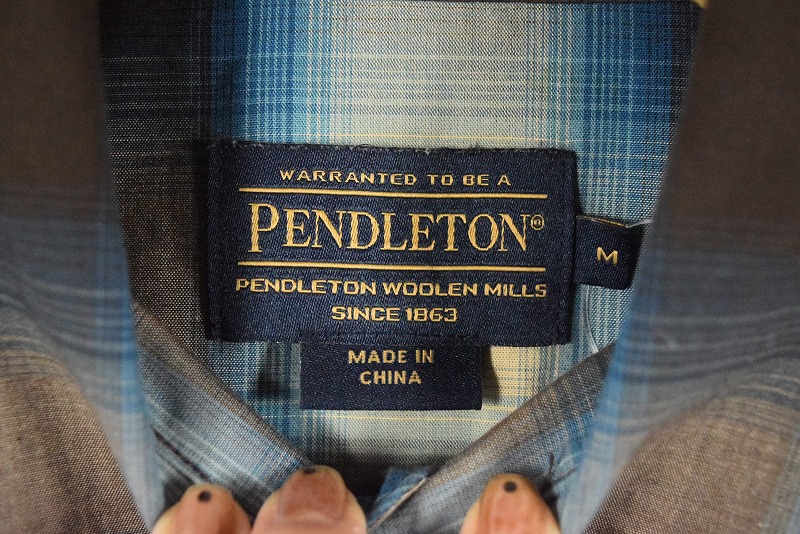 WARRANTED TO BE A
PENDLETON®
M
PENDLETON WOOLEN MILLS
SINCE 1863
MADE IN
CHINA